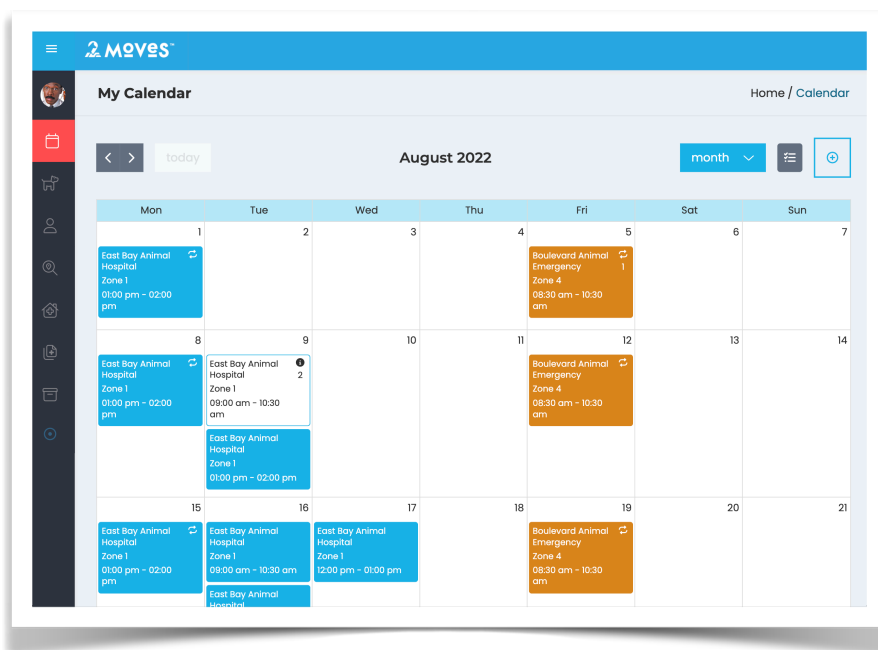 2 MOVES™
My Calendar
Home / Calendar
today
August 2022
month
Mon Tue Wed Thu Fri Sat Sun
1 2 3 4 5 6 7
East Bay Animal
Hospital
Zone 1
01:00 pm - 02:00
pm
Boulevard Animal
Emergency 1
Zone 4
08:30 am - 10:30
am
8 9 10 11 12 13 14
East Bay Animal
Hospital
Zone 1
01:00 pm - 02:00
pm
East Bay Animal
Hospital 2
Zone 1
09:00 am - 10:30
am
East Bay Animal
Hospital
Zone 1
01:00 pm - 02:00 pm
Boulevard Animal
Emergency
Zone 4
08:30 am - 10:30
am
15 16 17 18 19 20 21
East Bay Animal
Hospital
Zone 1
01:00 pm - 02:00
pm
East Bay Animal
Hospital
Zone 1
09:00 am - 10:30 am
East Bay Animal
Hospital
East Bay Animal
Hospital
Zone 1
12:00 pm - 01:00 pm
Boulevard Animal
Emergency
Zone 4
08:30 am - 10:30
am